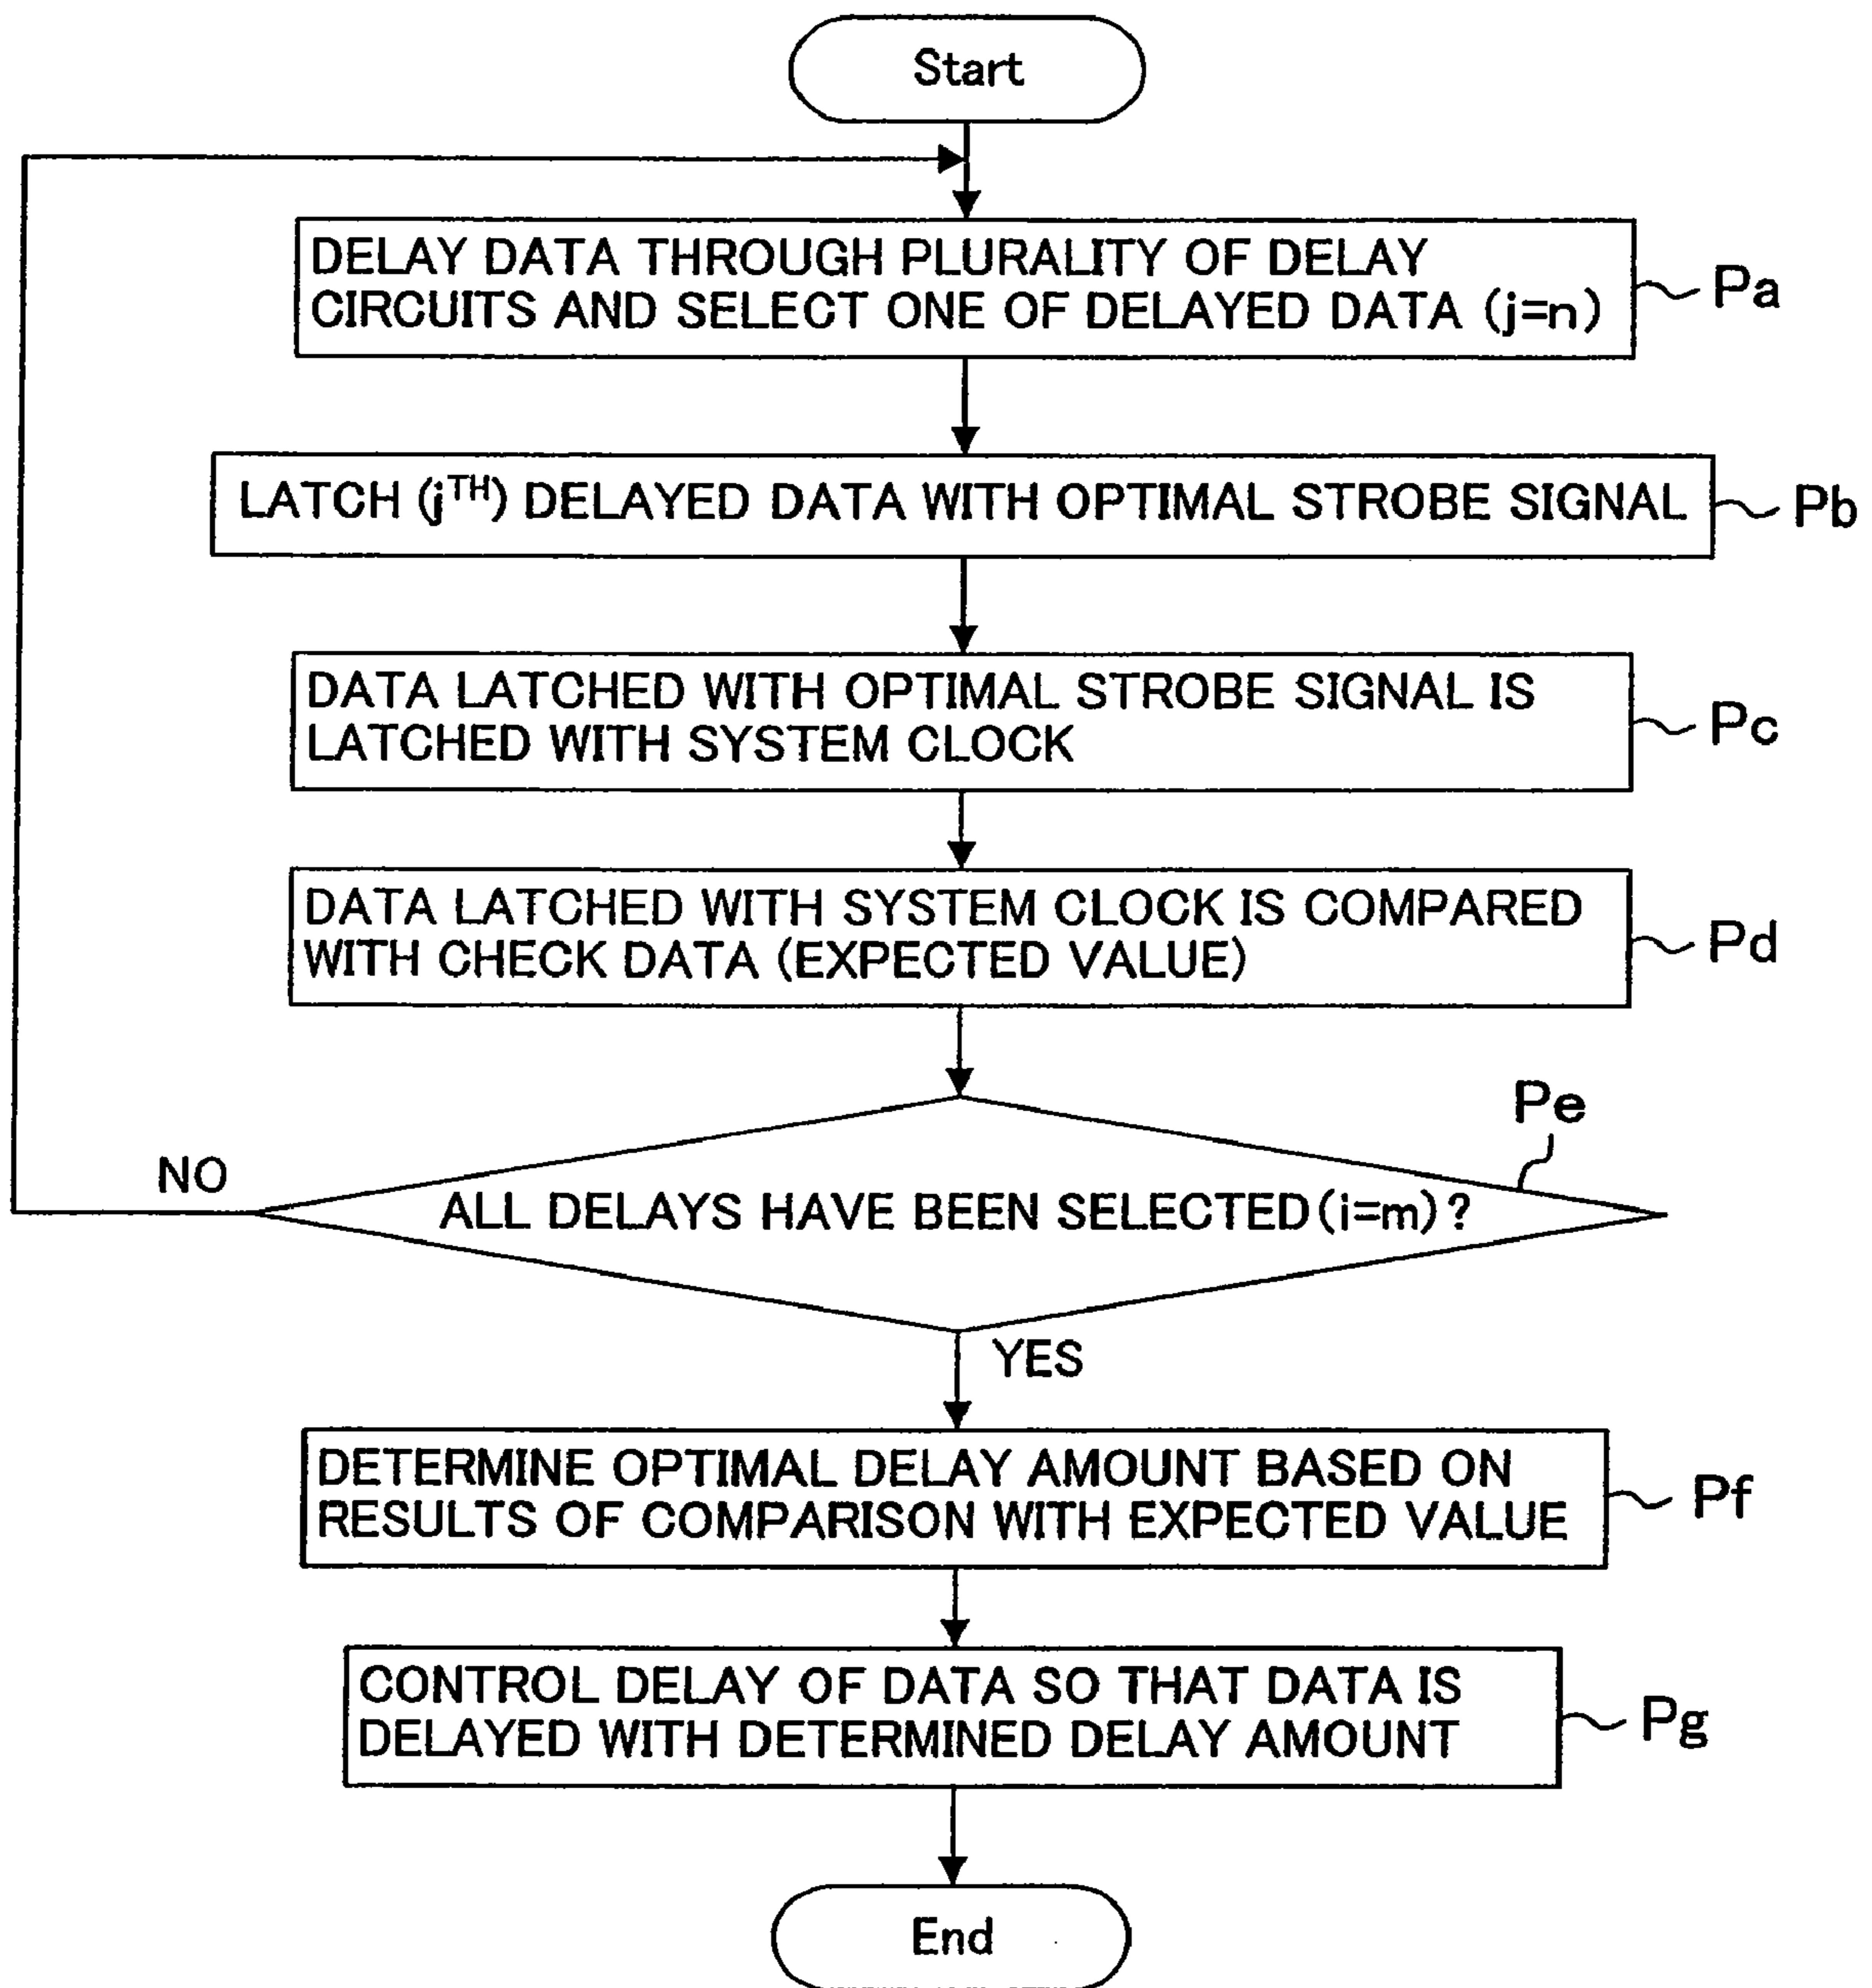 Start
DELAY DATA THROUGH PLURALITY OF DELAY
CIRCUITS AND SELECT ONE OF DELAYED DATA (j=n)
Pa
LATCH (jTH) DELAYED DATA WITH OPTIMAL STROBE SIGNAL
Pb
DATA LATCHED WITH OPTIMAL STROBE SIGNAL IS
LATCHED WITH SYSTEM CLOCK
Pc
DATA LATCHED WITH SYSTEM CLOCK IS COMPARED
WITH CHECK DATA (EXPECTED VALUE)
Pd
Pe
NO
ALL DELAYS HAVE BEEN SELECTED(i=m)?
YES
DETERMINE OPTIMAL DELAY AMOUNT BASED ON
RESULTS OF COMPARISON WITH EXPECTED VALUE
Pf
CONTROL DELAY OF DATA SO THAT DATA IS
DELAYED WITH DETERMINED DELAY AMOUNT
Pg
End